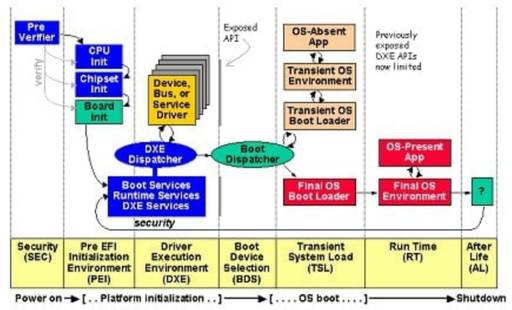 Pre
Verifier
verify
CPU
Init
Chipset
Init
Board
Init
Device,
Bus, or
Service
Driver
Exposed
API
DXE
Dispatcher
Boot
Dispatcher
Boot Services
Runtime Services
DXE Services
security
OS-Absent
App
Transient OS
Environment
Transient OS
Boot Loader
Final OS
Boot Loader
Previously
exposed
DXE APIs
now limited
OS-Present
App
Final OS
Environment
?
Security
(SEC)
Pre EFI
Initialization
Environment
(PEI)
Driver
Execution
Environment
(DXE)
Boot
Device
Selection
(BDS)
Transient
System Load
(TSL)
Run Time
(RT)
After
Life
(AL)
Power on [ . . Platform initialization . . ] [ . . . . OS boot . . . . ] Shutdown